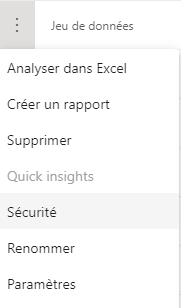 Jeu de données
Analyser dans Excel
Créer un rapport
Supprimer
Quick insights
Sécurité
Renommer
Paramètres